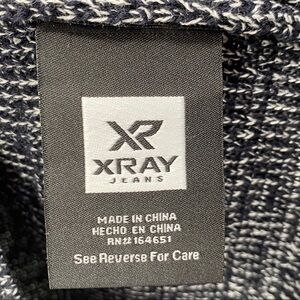 XR
XRAY
JEANS
MADE IN CHINA
HECHO EN CHINA
RN# 164651
See Reverse For Care